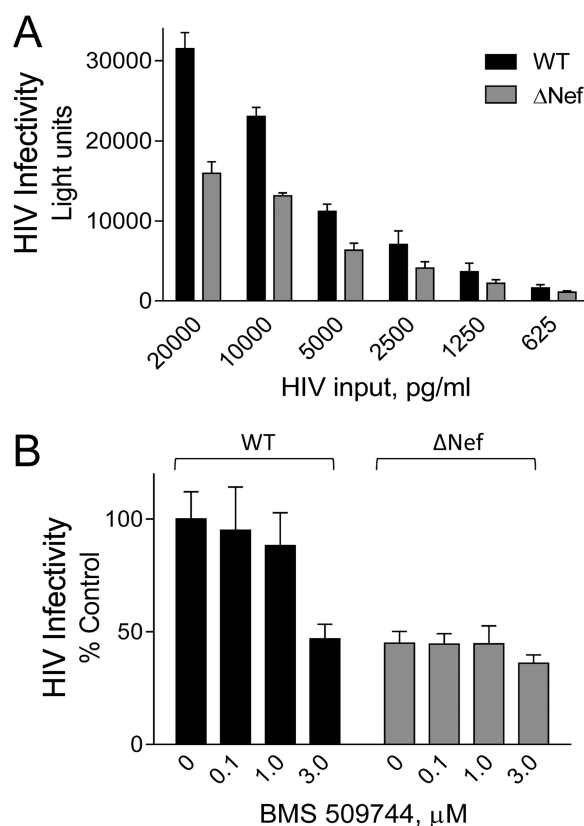 A
HIV Infectivity
Light units
30000
20000
10000
0
WT
ΔNef
20000
10000
5000
2500
1250
625
HIV input, pg/ml
B
WT
ΔNef
HIV Infectivity
% Control
100
50
0
0
0.1
1.0
3.0
0
0.1
1.0
3.0
BMS 509744, μM